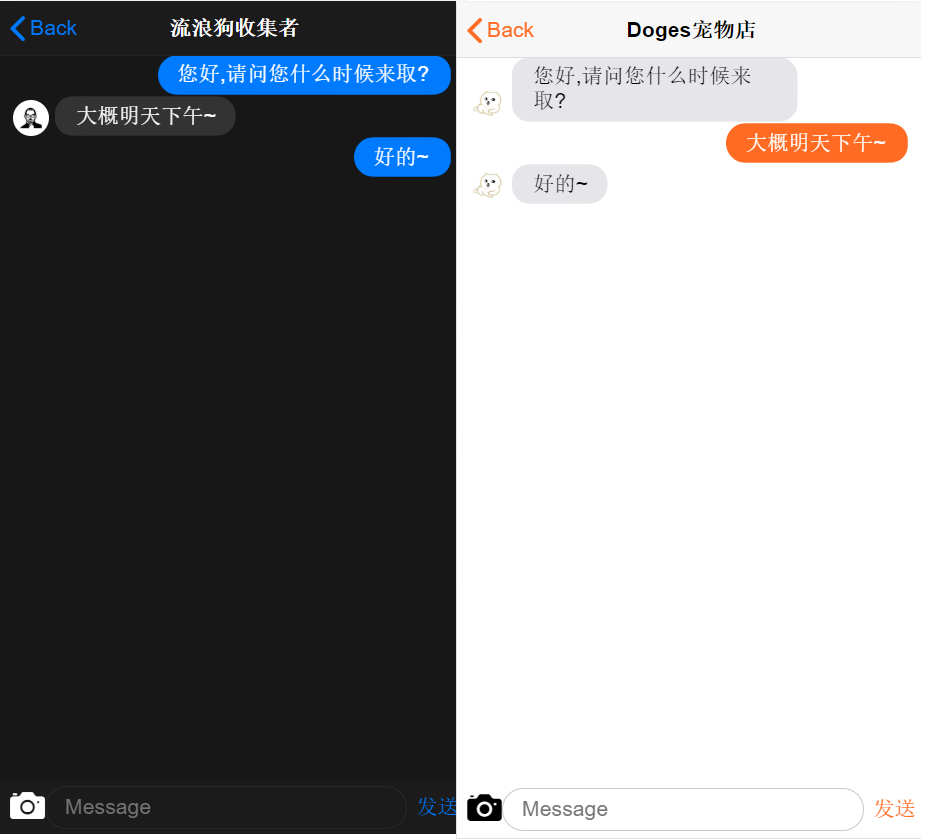 Back
流浪狗收集者
您好,请问您什么时候来取?
大概明天下午~
好的~
Message
发送
Back
Doges宠物店
您好,请问您什么时候来
取?
大概明天下午~
好的~
Message
发送